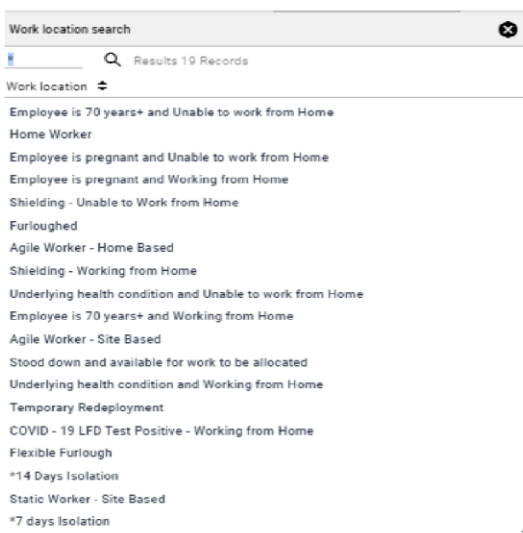 Work location search
*
Results 19 Records
Work location
Employee is 70 years+ and Unable to work from Home
Home Worker
Employee is pregnant and Unable to work from Home
Employee is pregnant and Working from Home
Shielding - Unable to Work from Home
Furloughed
Agile Worker - Home Based
Shielding - Working from Home
Underlying health condition and Unable to work from Home
Employee is 70 years+ and Working from Home
Agile Worker - Site Based
Stood down and available for work to be allocated
Underlying health condition and Working from Home
Temporary Redeployment
COVID - 19 LFD Test Positive - Working from Home
Flexible Furlough
*14 Days Isolation
Static Worker - Site Based
*7 days Isolation